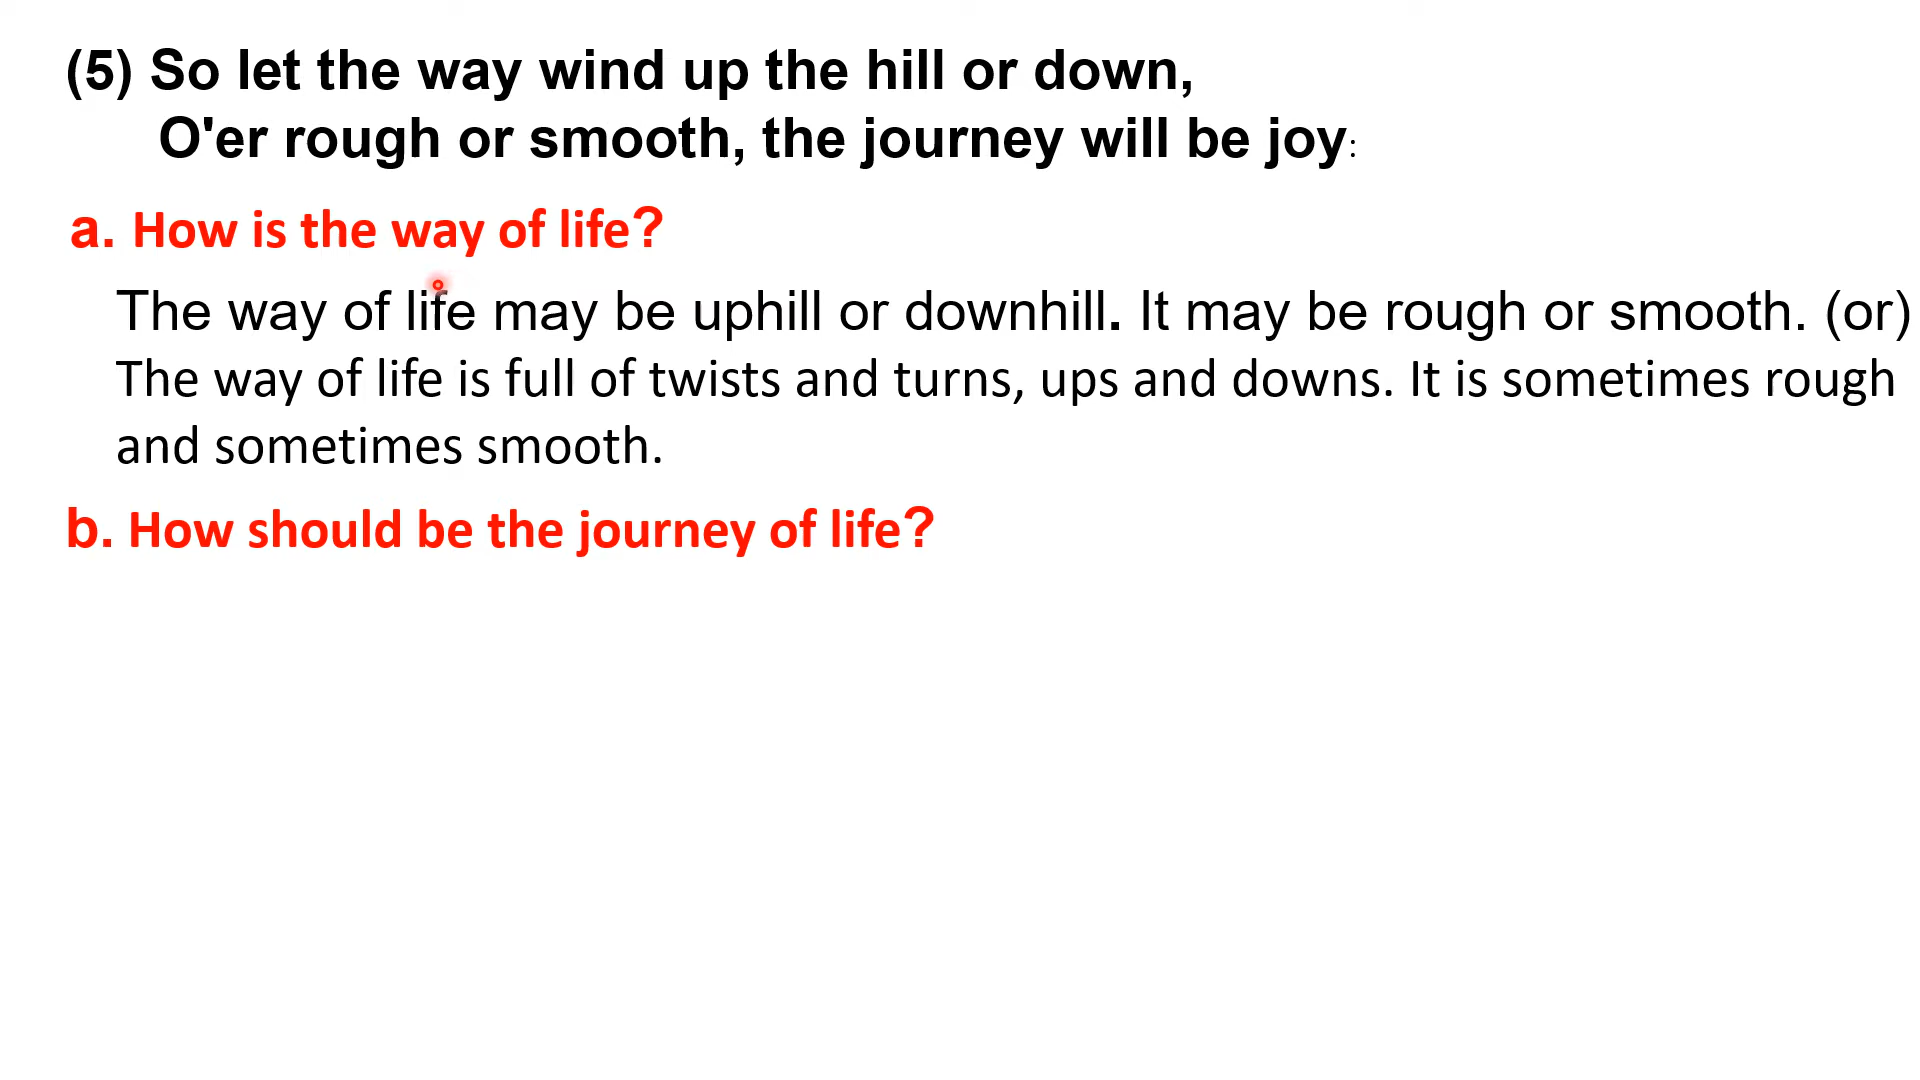 (5) So let the way wind up the hill or down,
O'er rough or smooth, the journey will be joy:
a. How is the way of life?
The way of life may be uphill or downhill. It may be rough or smooth. (or)
The way of life is full of twists and turns, ups and downs. It is sometimes rough
and sometimes smooth.
b. How should be the journey of life?